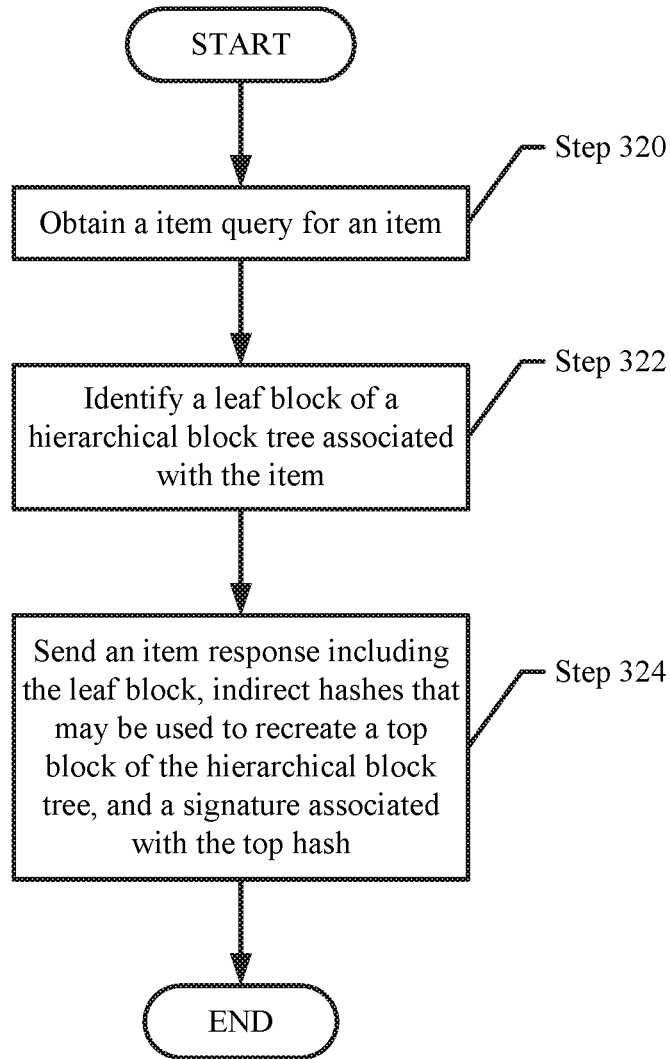 START
Step 320
Obtain a item query for an item
Step 322
Identify a leaf block of a
hierarchical block tree associated
with the item
Step 324
Send an item response including
the leaf block, indirect hashes that
may be used to recreate a top
block of the hierarchical block
tree, and a signature associated
with the top hash
END